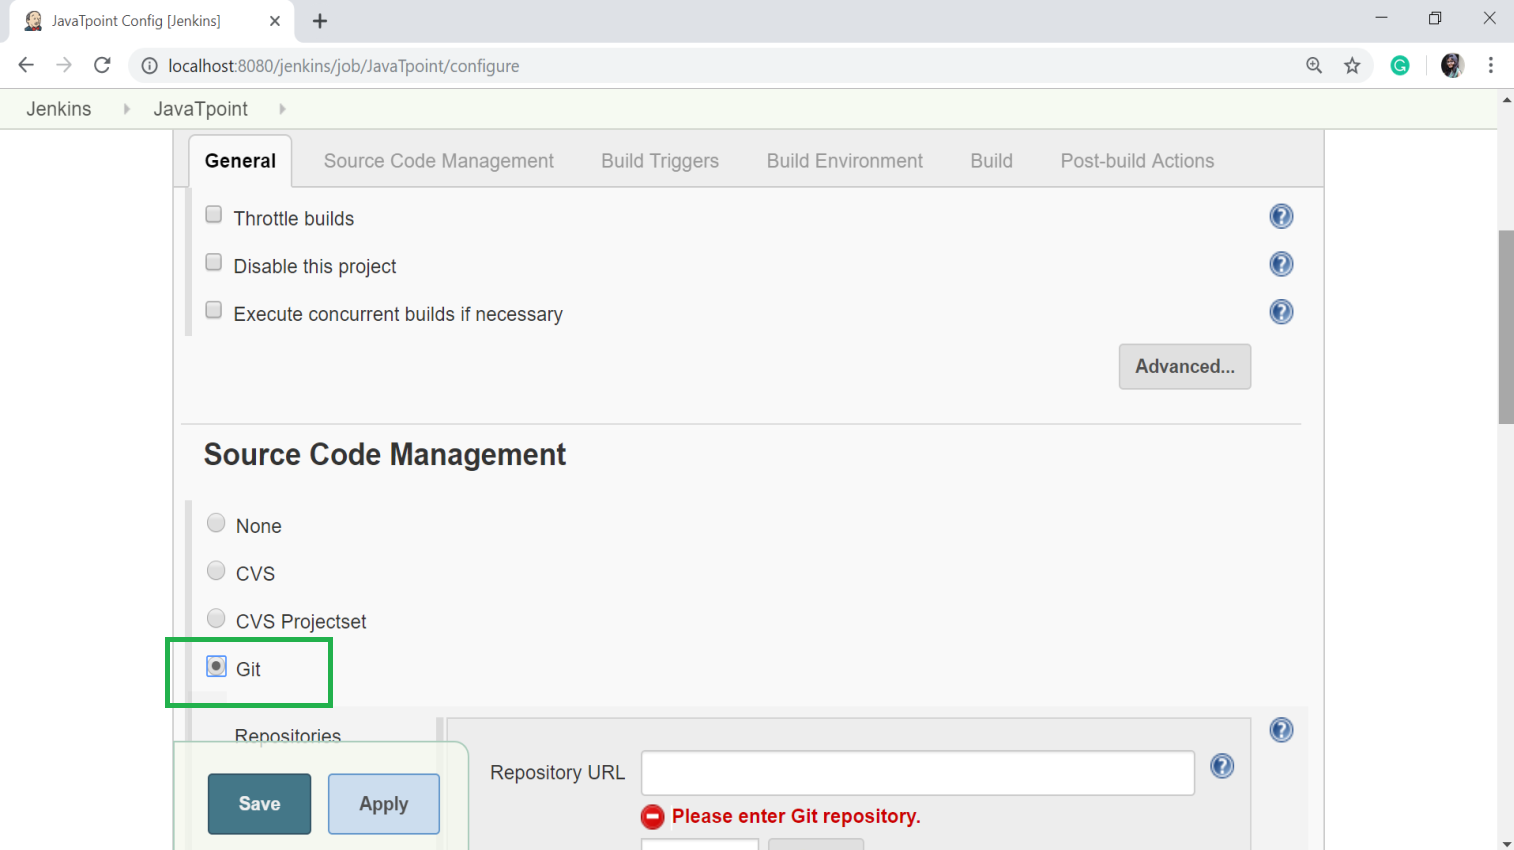 JavaTpoint Config [Jenkins]
localhost:8080/jenkins/job/JavaTpoint/configure
Jenkins JavaTpoint
General Source Code Management Build Triggers Build Environment Build Post-build Actions
Throttle builds
Disable this project
Execute concurrent builds if necessary
Advanced...
Source Code Management
None
CVS
CVS Projectset
Git
Repositories
Repository URL
Please enter Git repository.
Save Apply